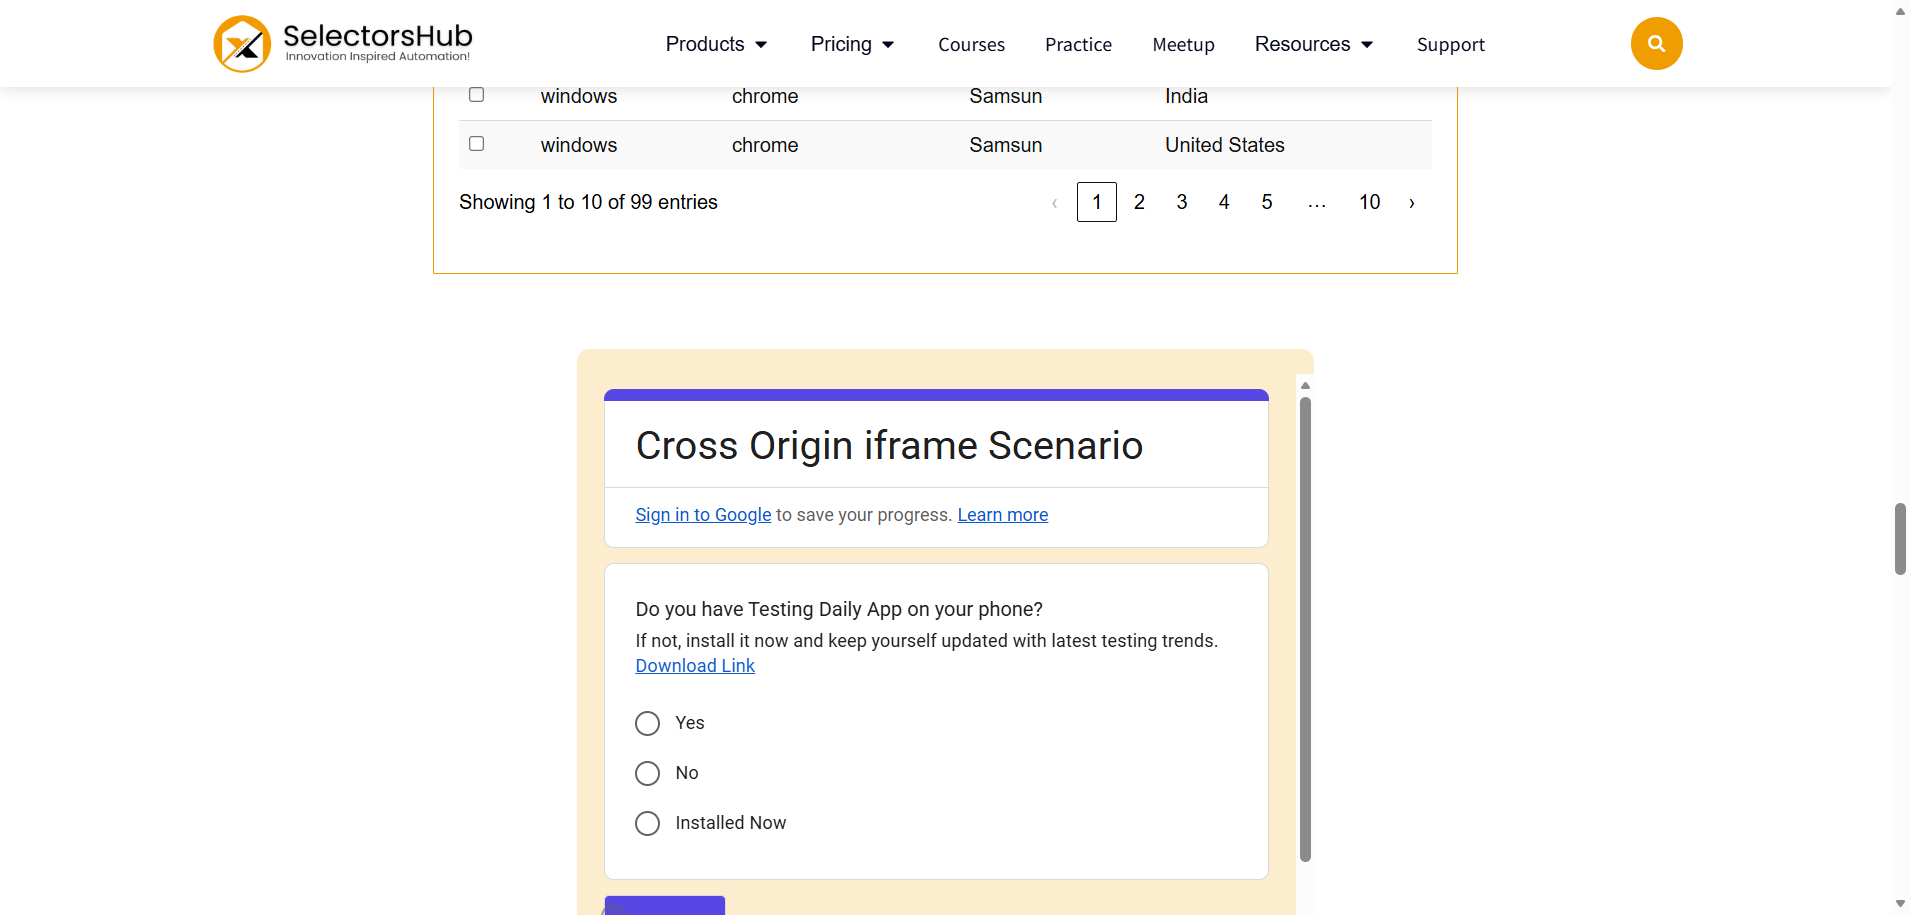 SelectorsHub
Innovation Inspired Automation!
Products Pricing Courses Practice Meetup Resources Support
windows chrome Samsun India
windows chrome Samsun United States
Showing 1 to 10 of 99 entries ‹ 1 2 3 4 5 … 10 ›
Cross Origin iframe Scenario
Sign in to Google to save your progress. Learn more
Do you have Testing Daily App on your phone?
If not, install it now and keep yourself updated with latest testing trends.
Download Link
Yes
No
Installed Now